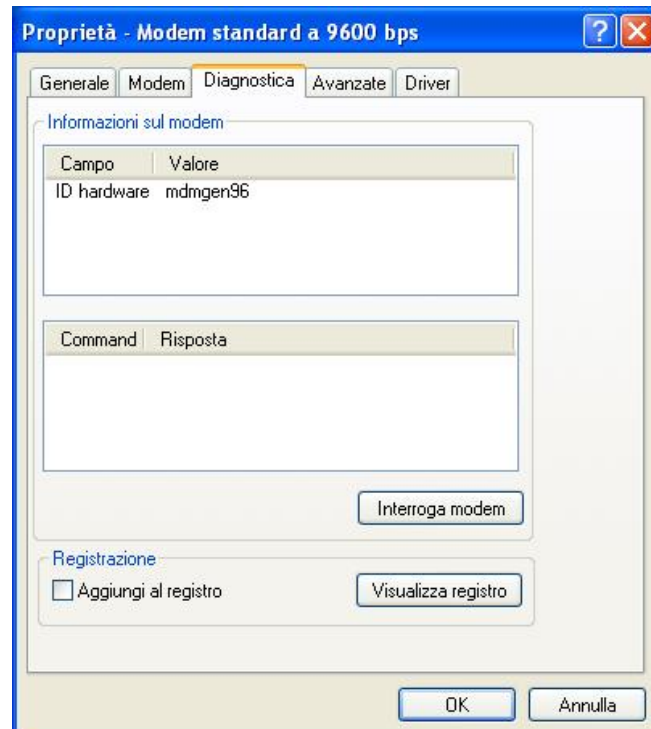 Proprietà - Modem standard a 9600 bps
Generale Modem Diagnostica Avanzate Driver
Informazioni sul modem
Campo Valore
ID hardware mdmgen96
Command Risposta
Interroga modem
Registrazione
Aggiungi al registro Visualizza registro
OK Annulla